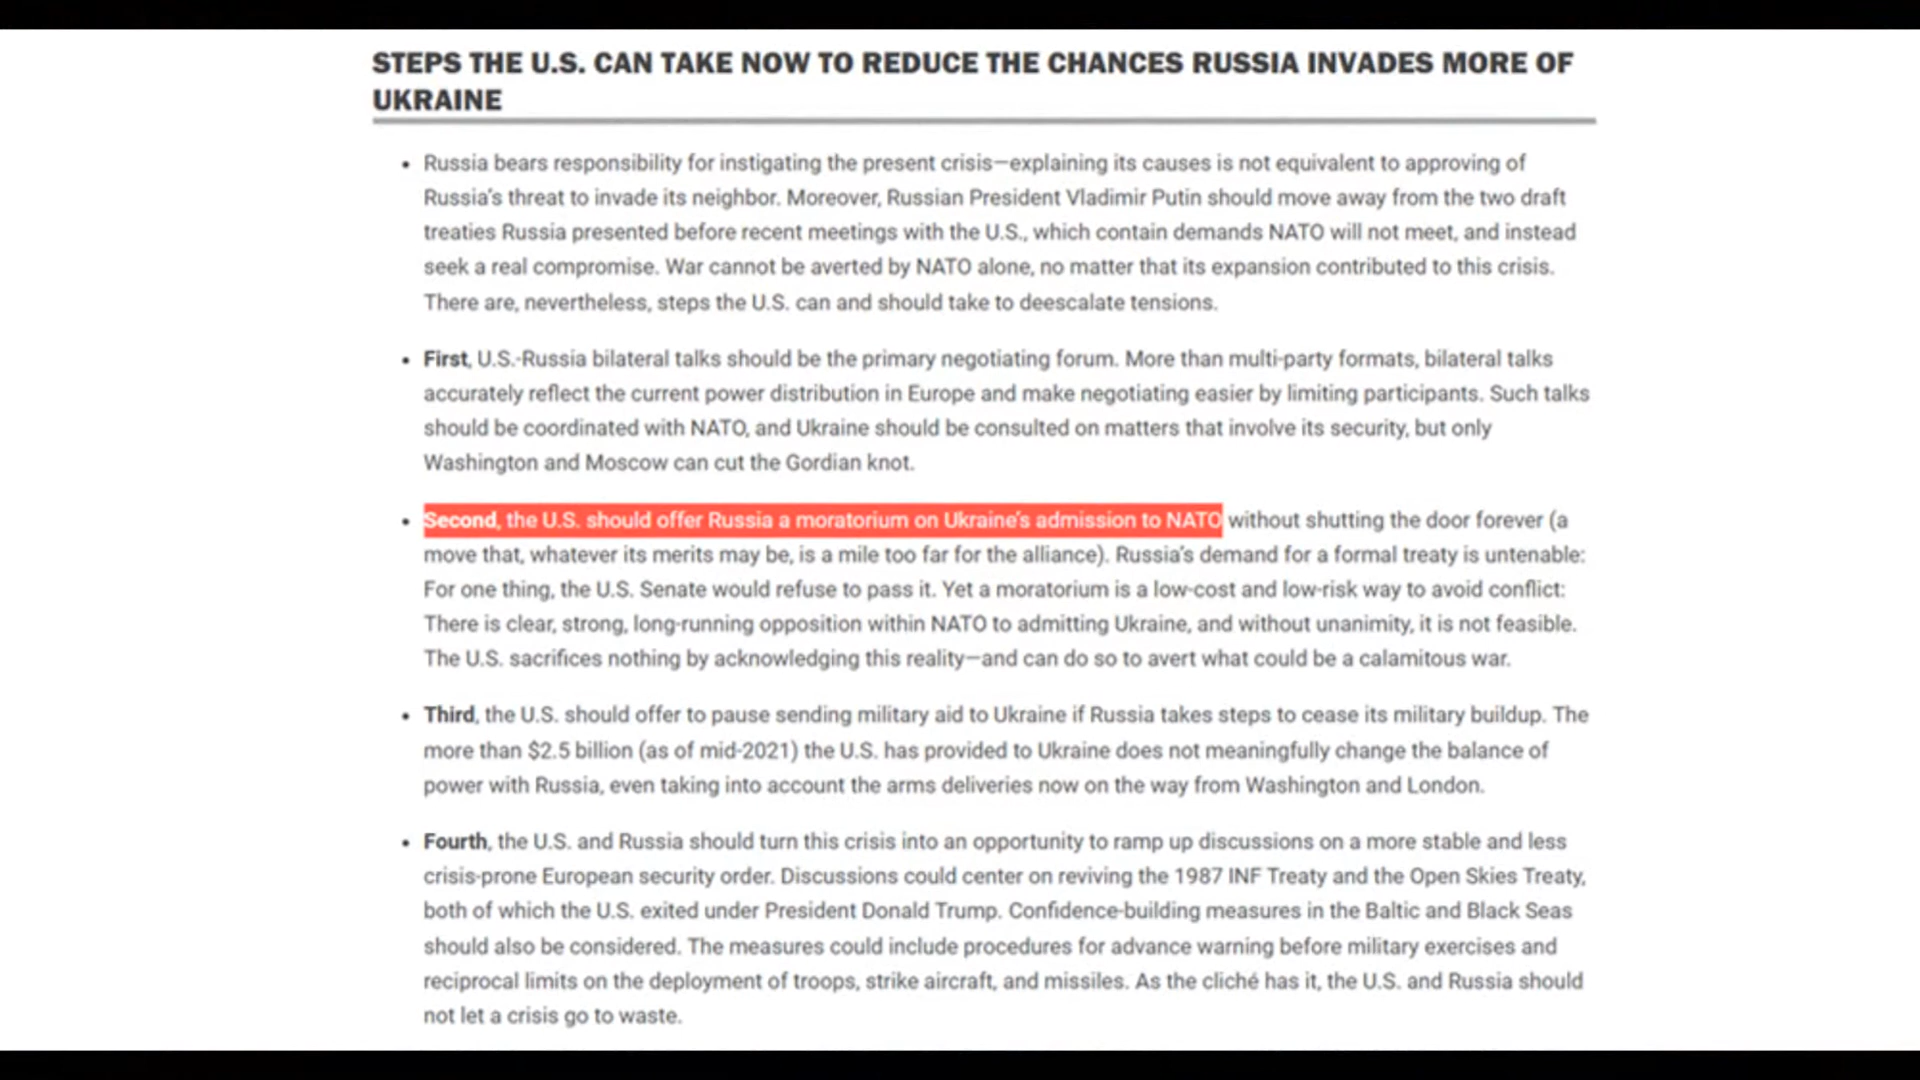 STEPS THE U.S. CAN TAKE NOW TO REDUCE THE CHANCES RUSSIA INVADES MORE OF
UKRAINE
• Russia bears responsibility for instigating the present crisis—explaining its causes is not equivalent to approving of
Russia's threat to invade its neighbor. Moreover, Russian President Vladimir Putin should move away from the two draft
treaties Russia presented before recent meetings with the U.S., which contain demands NATO will not meet, and instead
seek a real compromise. War cannot be averted by NATO alone, no matter that its expansion contributed to this crisis.
There are, nevertheless, steps the U.S. can and should take to deescalate tensions.
• First, U.S.-Russia bilateral talks should be the primary negotiating forum. More than multi-party formats, bilateral talks
accurately reflect the current power distribution in Europe and make negotiating easier by limiting participants. Such talks
should be coordinated with NATO, and Ukraine should be consulted on matters that involve its security, but only
Washington and Moscow can cut the Gordian knot.
• Second, the U.S. should offer Russia a moratorium on Ukraine's admission to NATO without shutting the door forever (a
move that, whatever its merits may be, is a mile too far for the alliance). Russia's demand for a formal treaty is untenable:
For one thing, the U.S. Senate would refuse to pass it. Yet a moratorium is a low-cost and low-risk way to avoid conflict:
There is clear, strong, long-running opposition within NATO to admitting Ukraine, and without unanimity, it is not feasible.
The U.S. sacrifices nothing by acknowledging this reality—and can do so to avert what could be a calamitous war.
• Third, the U.S. should offer to pause sending military aid to Ukraine if Russia takes steps to cease its military buildup. The
more than $2.5 billion (as of mid-2021) the U.S. has provided to Ukraine does not meaningfully change the balance of
power with Russia, even taking into account the arms deliveries now on the way from Washington and London.
• Fourth, the U.S. and Russia should turn this crisis into an opportunity to ramp up discussions on a more stable and less
crisis-prone European security order. Discussions could center on reviving the 1987 INF Treaty and the Open Skies Treaty,
both of which the U.S. exited under President Donald Trump. Confidence-building measures in the Baltic and Black Seas
should also be considered. The measures could include procedures for advance warning before military exercises and
reciprocal limits on the deployment of troops, strike aircraft, and missiles. As the cliché has it, the U.S. and Russia should
not let a crisis go to waste.